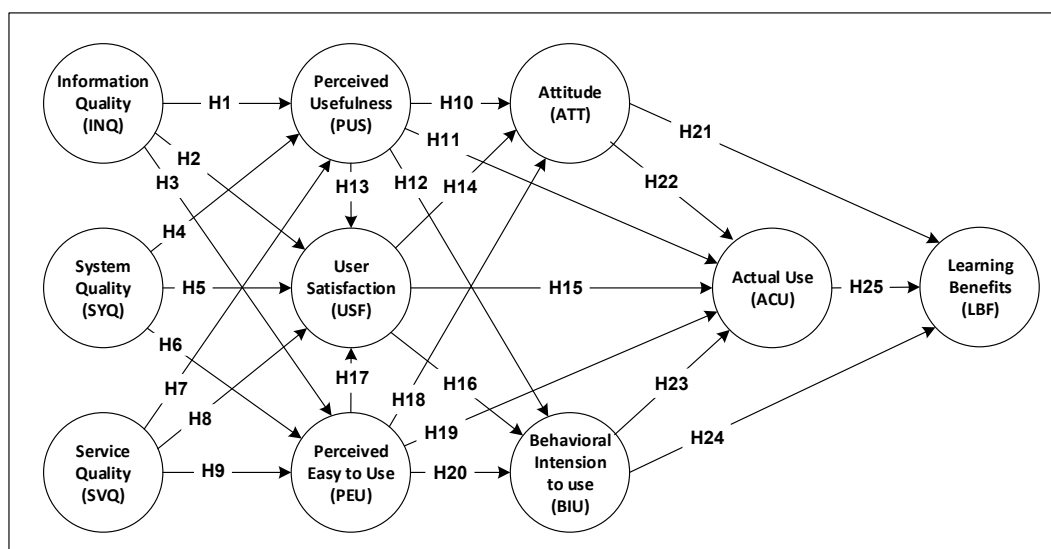 Information
Quality
(INQ)
H1
Perceived
Usefulness
(PUS)
H10
Attitude
(ATT)
H11
H21
H2
H3
H13
H12
H14
H22
H4
System
Quality
(SYQ)
H5
User
Satisfaction
(USF)
H15
Actual Use
(ACU)
H25
Learning
Benefits
(LBF)
H6
H7
H8
H17
H18
H16
H23
H19
H24
Service
Quality
(SVQ)
H9
Perceived
Easy to Use
(PEU)
H20
Behavioral
Intension
to use
(BIU)